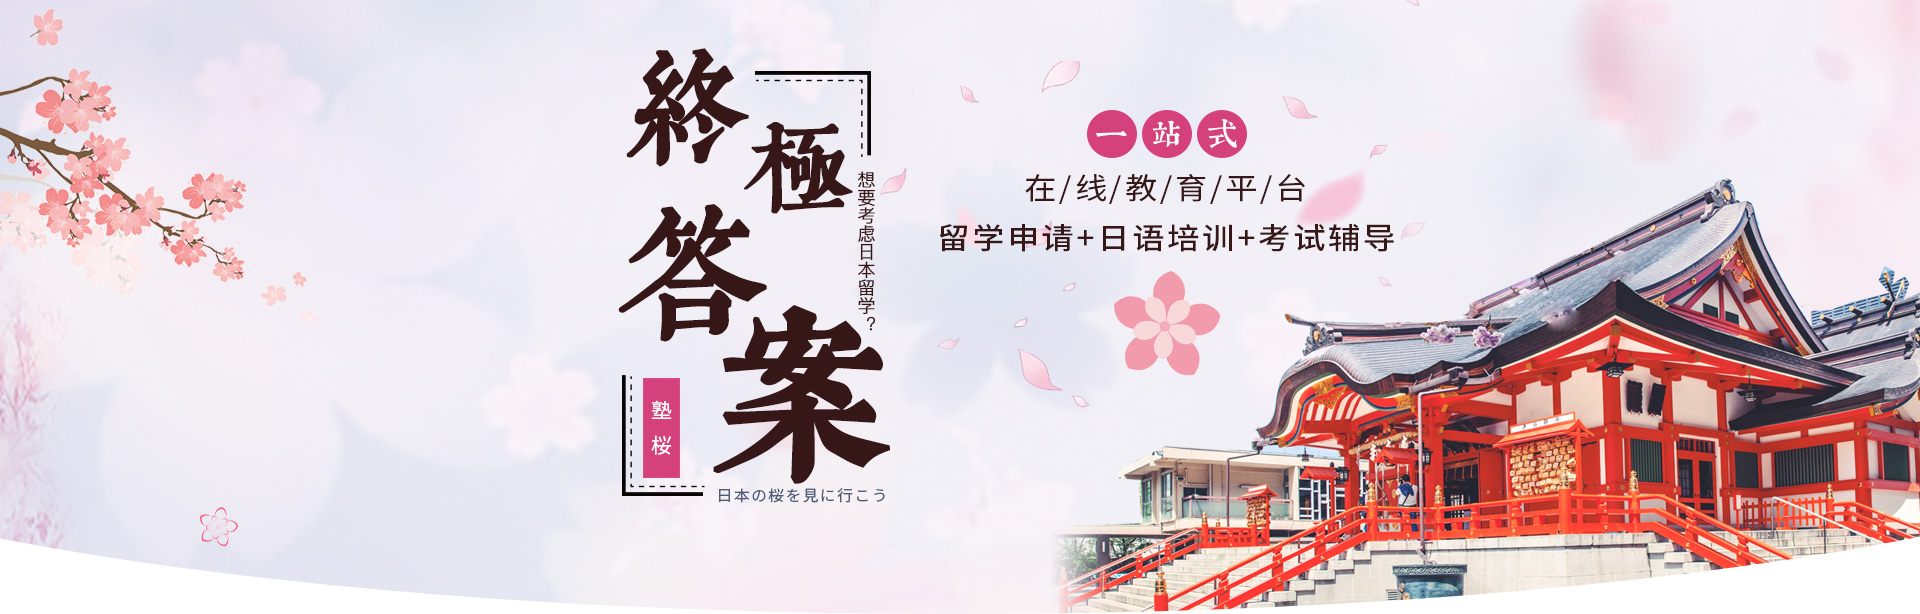 終極答案
想要考虑日本留学？
塾桜
日本の桜を見に行こう
一站式
在/线/教/育/平/台
留学申请+日语培训+考试辅导